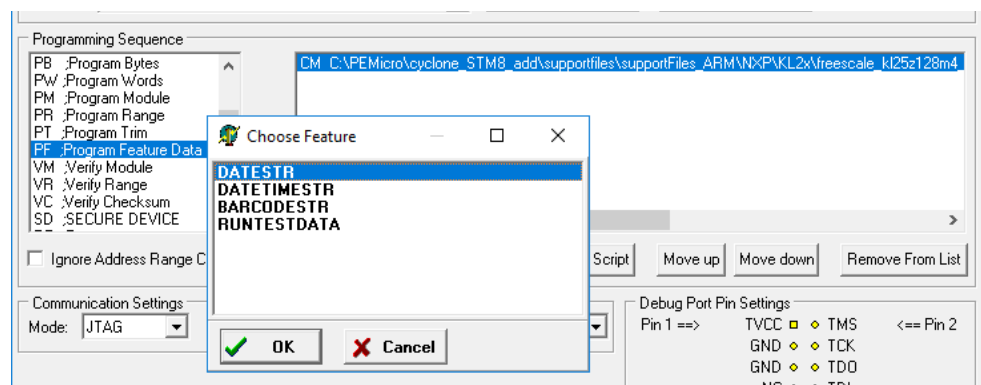 Programming Sequence
PB ;Program Bytes
PW ;Program Words
PM ;Program Module
PR ;Program Range
PT ;Program Trim
PF ;Program Feature Data
VM ;Verify Module
VR ;Verify Range
VC ;Verify Checksum
SD ;SECURE DEVICE
CM C:\PEMicro\cyclone_STM8_add\supportfiles\supportFiles_ARM\NXP\KL2x\freescale_kl25z128m4
Choose Feature
DATESTR
DATETIMESTR
BARCODESTR
RUNTESTDATA
OK
Cancel
Ignore Address Range C
Script
Move up
Move down
Remove From List
Communication Settings
Mode: JTAG
Debug Port Pin Settings
Pin 1 ==> TVCC TMS <== Pin 2
GND TCK
GND TDO